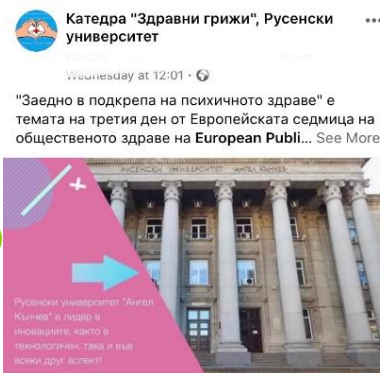 Катедра "Здравни грижи", Русенски
университет
Wednesday at 12:01 ·
"Заедно в подкрепа на психичното здраве" е
темата на третия ден от Европейската седмица на
общественото здраве на European Publi... See More
РУСЕНСКИ УНИВЕРСИТЕТ АНГЕЛ КЪНЧЕВ
Русенски университет "Ангел
Кънчев" е лидер в
иновациите, както в
технологичен, така и във
всеки друг аспект!